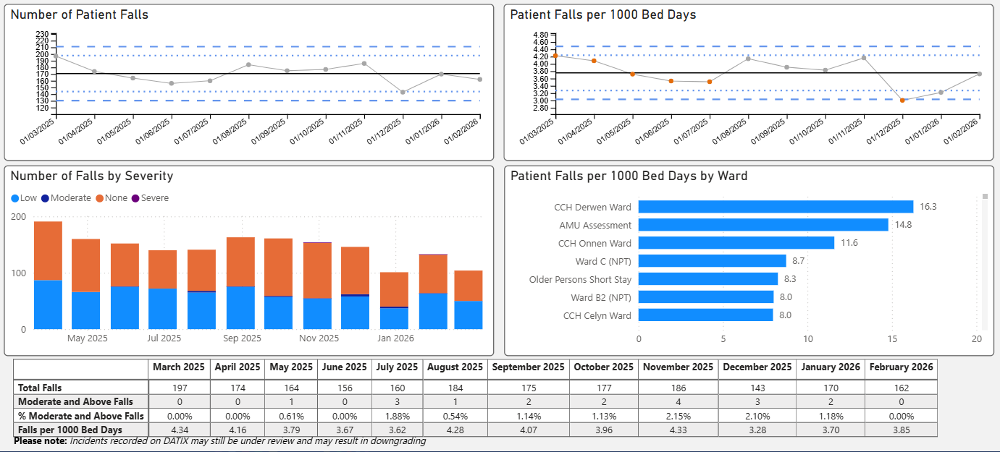 Number of Patient Falls
230
220
210
200
190
180
170
160
150
140
130
120
01/03/2025
01/04/2025
01/05/2025
01/06/2025
01/07/2025
01/08/2025
01/09/2025
01/10/2025
01/11/2025
01/12/2025
01/01/2026
01/02/2026
Patient Falls per 1000 Bed Days
4.80
4.60
4.40
4.20
4.00
3.80
3.60
3.40
3.20
3.00
2.80
01/03/2025
01/04/2025
01/05/2025
01/06/2025
01/07/2025
01/08/2025
01/09/2025
01/10/2025
01/11/2025
01/12/2025
01/01/2026
01/02/2026
Number of Falls by Severity
Low Moderate None Severe
200
100
0
May 2025 Jul 2025 Sep 2025 Nov 2025 Jan 2026
Patient Falls per 1000 Bed Days by Ward
CCH Derwen Ward 16.3
AMU Assessment 14.8
CCH Onnen Ward 11.6
Ward C (NPT) 8.7
Older Persons Short Stay 8.3
Ward B2 (NPT) 8.0
CCH Celyn Ward 8.0
0 5 10 15 20
March 2025 April 2025 May 2025 June 2025 July 2025 August 2025 September 2025 October 2025 November 2025 December 2025 January 2026 February 2026
Total Falls 197 174 164 156 160 184 175 177 186 143 170 162
Moderate and Above Falls 0 0 1 0 3 1 2 2 4 3 2 0
% Moderate and Above Falls 0.00% 0.00% 0.61% 0.00% 1.88% 0.54% 1.14% 1.13% 2.15% 2.10% 1.18% 0.00%
Falls per 1000 Bed Days 4.34 4.16 3.79 3.67 3.62 4.28 4.07 3.96 4.33 3.28 3.70 3.85
Please note: Incidents recorded on DATIX may still be under review and may result in downgrading